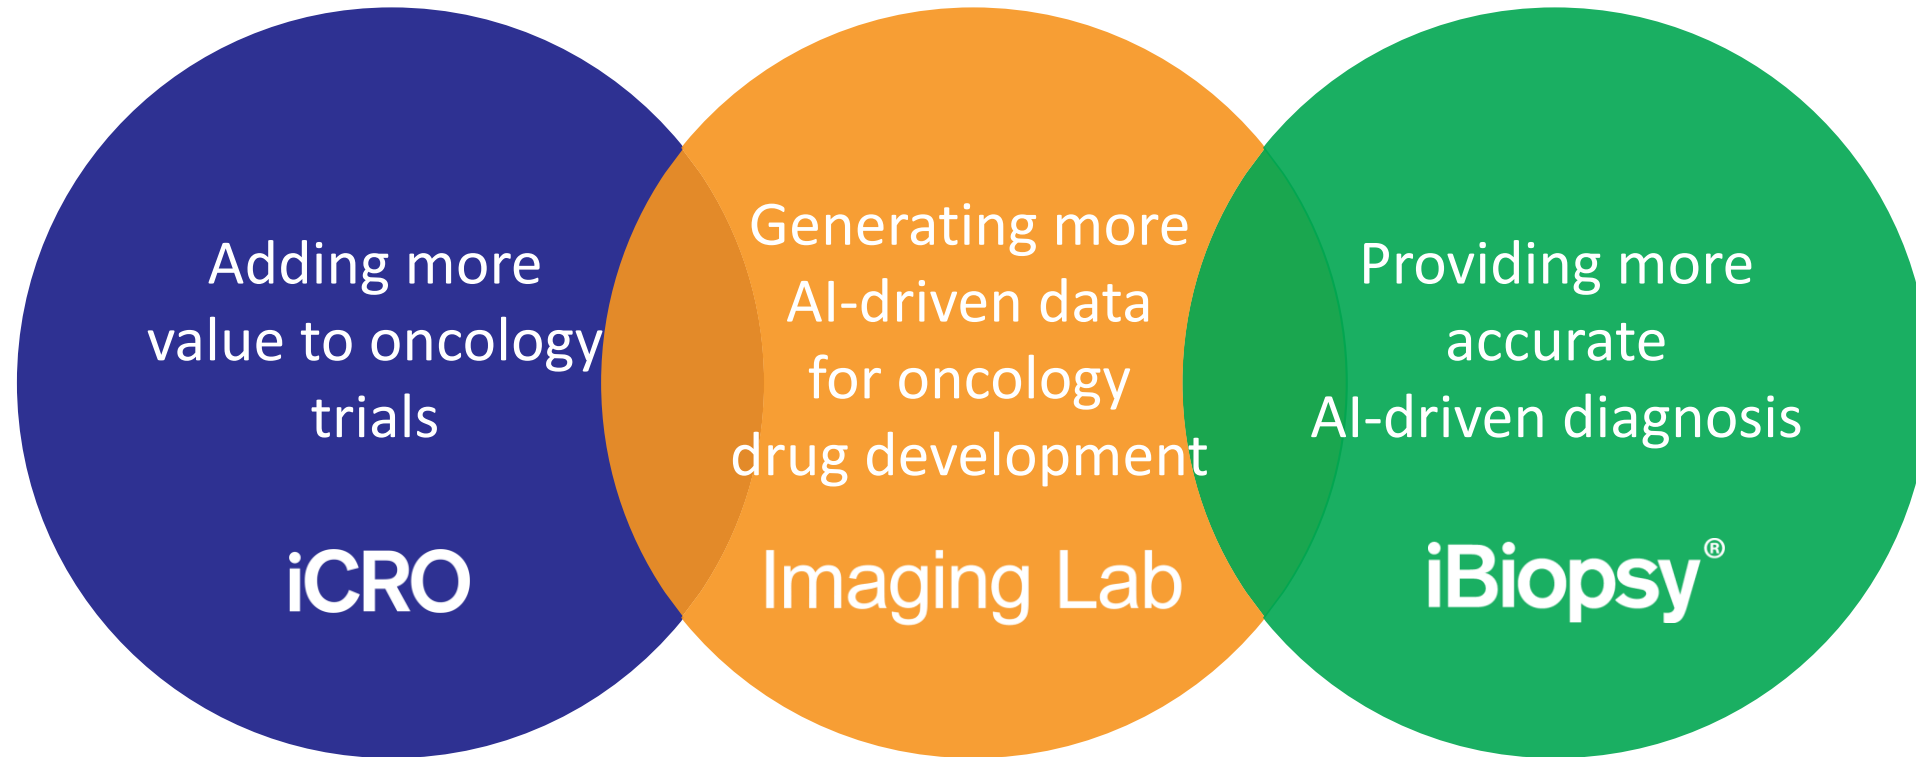 Adding more
value to oncology
trials
iCRO
Generating more
AI-driven data
for oncology
drug development
Imaging Lab
Providing more
accurate
AI-driven diagnosis
iBiopsy®